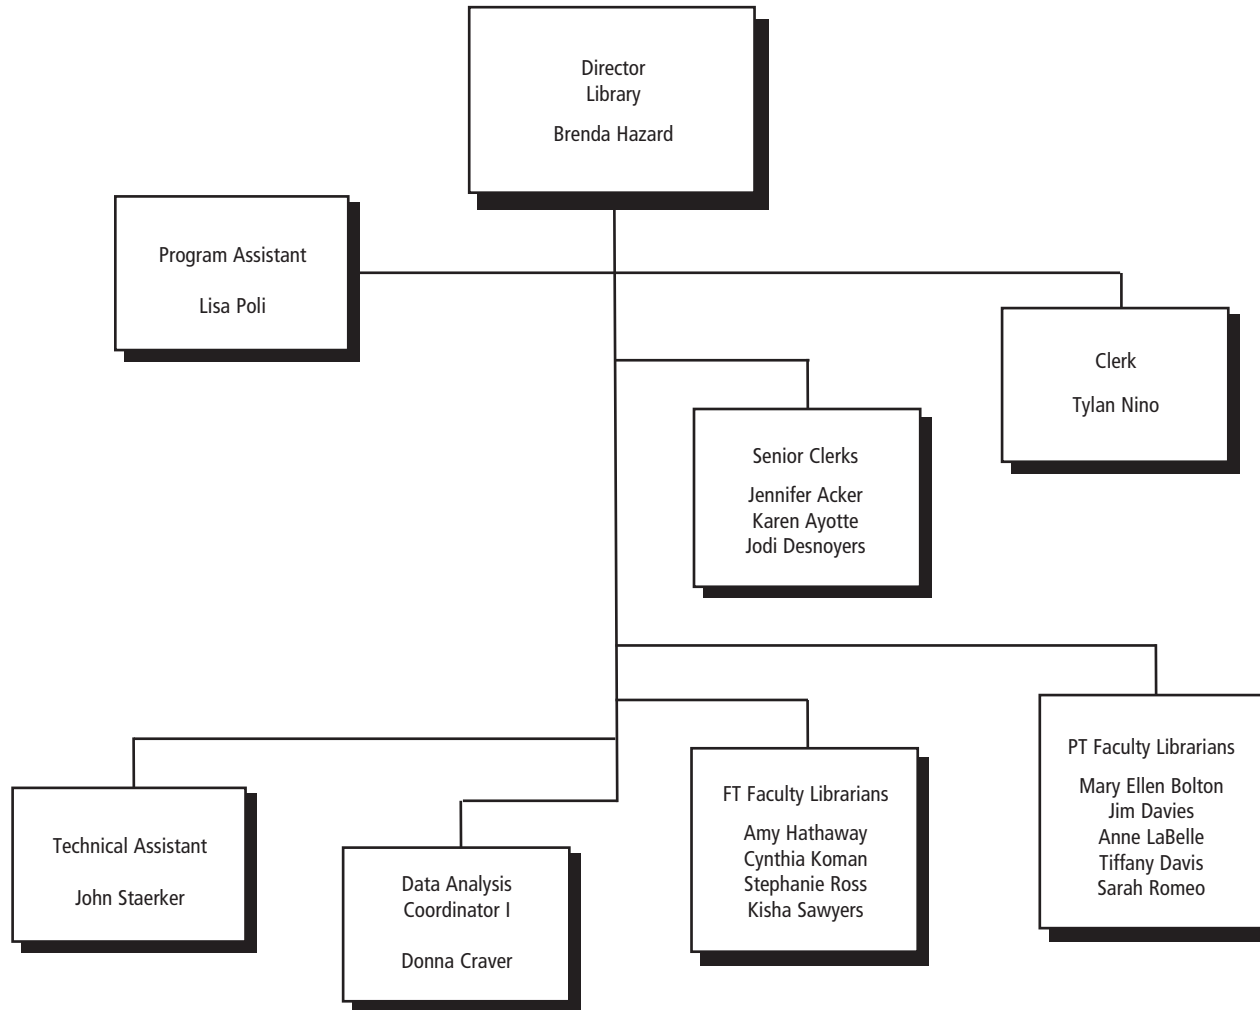 Director
Library
Brenda Hazard
Program Assistant
Lisa Poli
Clerk
Tylan Nino
Senior Clerks
Jennifer Acker
Karen Ayotte
Jodi Desnoyers
PT Faculty Librarians
Mary Ellen Bolton
Jim Davies
Anne LaBelle
Tiffany Davis
Sarah Romeo
FT Faculty Librarians
Amy Hathaway
Cynthia Koman
Stephanie Ross
Kisha Sawyers
Technical Assistant
John Staerker
Data Analysis
Coordinator I
Donna Craver